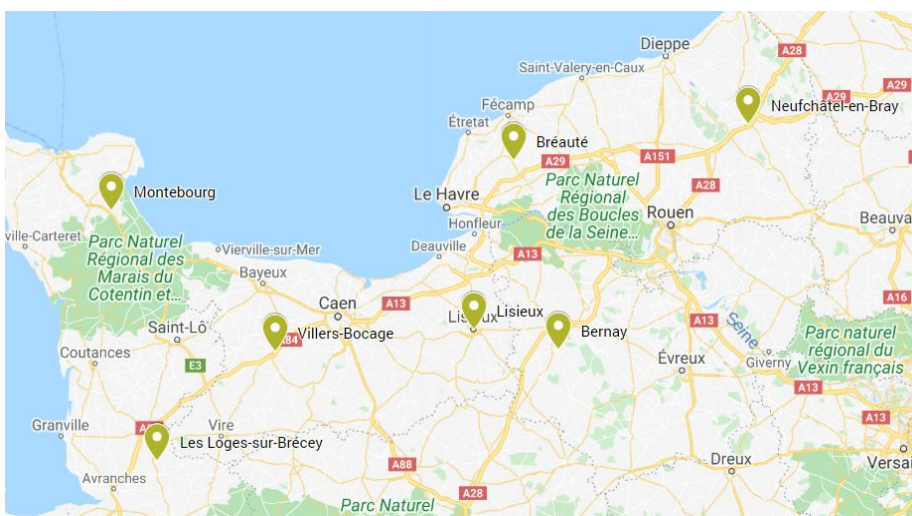 Dieppe
A28
Saint-Valery-en-Caux
A29
Fécamp
A29
Neufchâtel-en-Bray
Étretat
Bréauté
A29
A151
Montebourg
Le Havre
Parc Naturel
Régional
des Boucles
de la Seine...
A28
Rouen
Honfleur
Beauva
ville-Carteret
Parc Naturel
Régional des
Marais du
Cotentin et...
Vierville-sur-Mer
Deauville
A13
Bayeux
Caen
A13
A16
Saint-Lô
A84
Villers-Bocage
Lisieux
Bernay
A13
Seine
Parc naturel
régional du
Vexin français
Coutances
E3
Évreux
Giverny
A13
Granville
Vire
A13
Les Loges-sur-Brécey
A88
Dreux
Versai
Avranches
A28
Parc Naturel